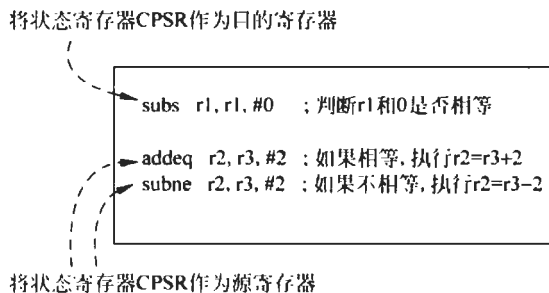 将状态寄存器CPSR作为目的寄存器
subs r1, r1, #0 ; 判断r1和0是否相等
addeq r2, r3, #2 ; 如果相等, 执行r2=r3+2
subne r2, r3, #2 ; 如果不相等, 执行r2=r3-2
将状态寄存器CPSR作为源寄存器